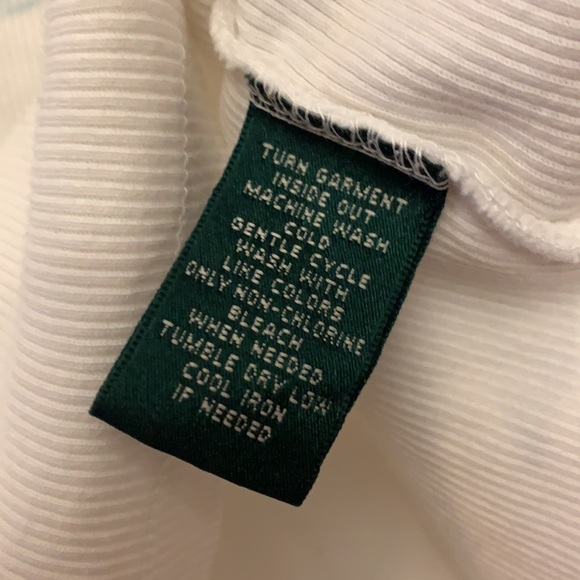 TURN GARMENT
INSIDE OUT
MACHINE WASH
COLD
GENTLE CYCLE
WASH WITH
LIKE COLORS
ONLY NON-CHLORINE
BLEACH
WHEN NEEDED
TUMBLE DRY LOW
COOL IRON
IF NEEDED